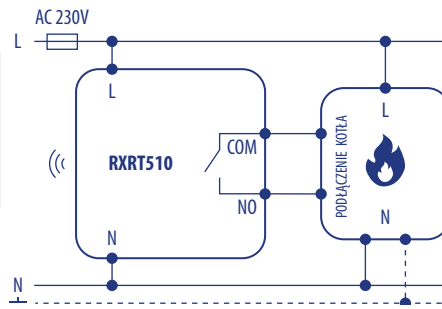 AC 230V
L
L
L
RXRT510
COM
NO
PODŁĄCZENIE KOTŁA
N
N
N